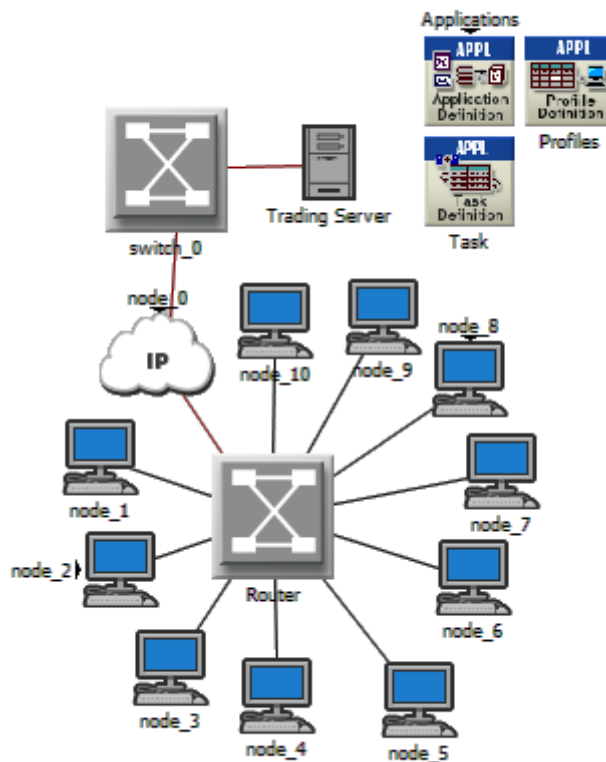 Applications
APPL
Application
Definition
APPL
Profile
Definition
Profiles
APPL
Task
Definition
Task
Trading Server
switch_0
node_0
IP
node_10
node_9
node_8
node_1
node_7
node_2
node_6
Router
node_3
node_4
node_5